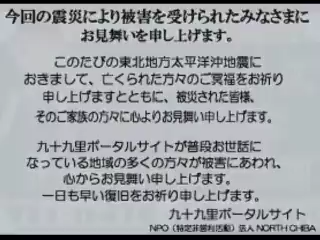 今回の震災により被害を受けられたみなさまに
お見舞いを申し上げます。
このたびの東北地方太平洋沖地震に
おきまして、亡くられた方々のご冥福をお祈り
申し上げますとともに、被災された皆様、
そのご家族の方々に心よりお見舞い申し上げます。
九十九里ポータルサイトが普段お世話に
なっている地域の多くの方々が被害にあわれ、
心からお見舞い申し上げます。
一日も早い復旧をお祈り申し上げます。
九十九里ポータルサイト
NPO（特定非営利活動）法人 NORTH CHIBA